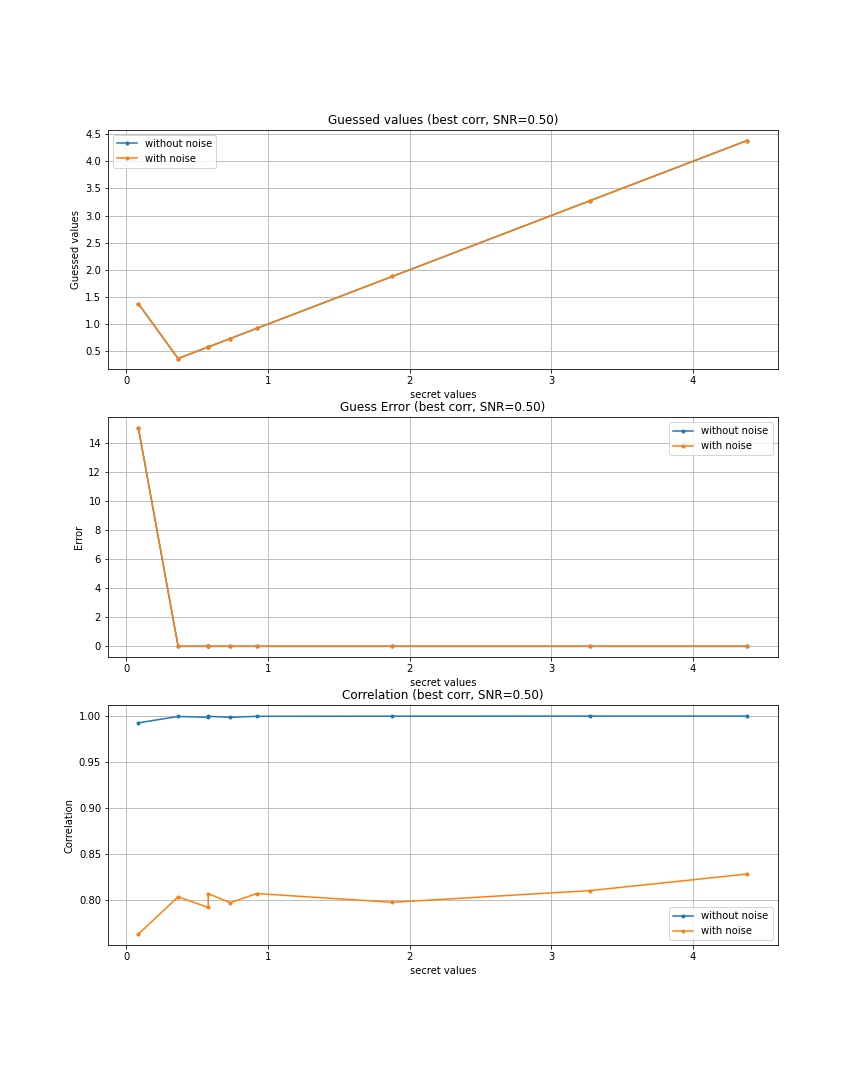 Guessed values (best corr, SNR=0.50)
4.5
4.0
3.5
3.0
2.5
2.0
1.5
1.0
0.5
Guessed values
without noise
with noise
0 1 2 3 4
secret values
Guess Error (best corr, SNR=0.50)
14
12
10
8
6
4
2
0
Error
without noise
with noise
0 1 2 3 4
secret values
Correlation (best corr, SNR=0.50)
1.00
0.95
0.90
0.85
0.80
Correlation
without noise
with noise
0 1 2 3 4
secret values